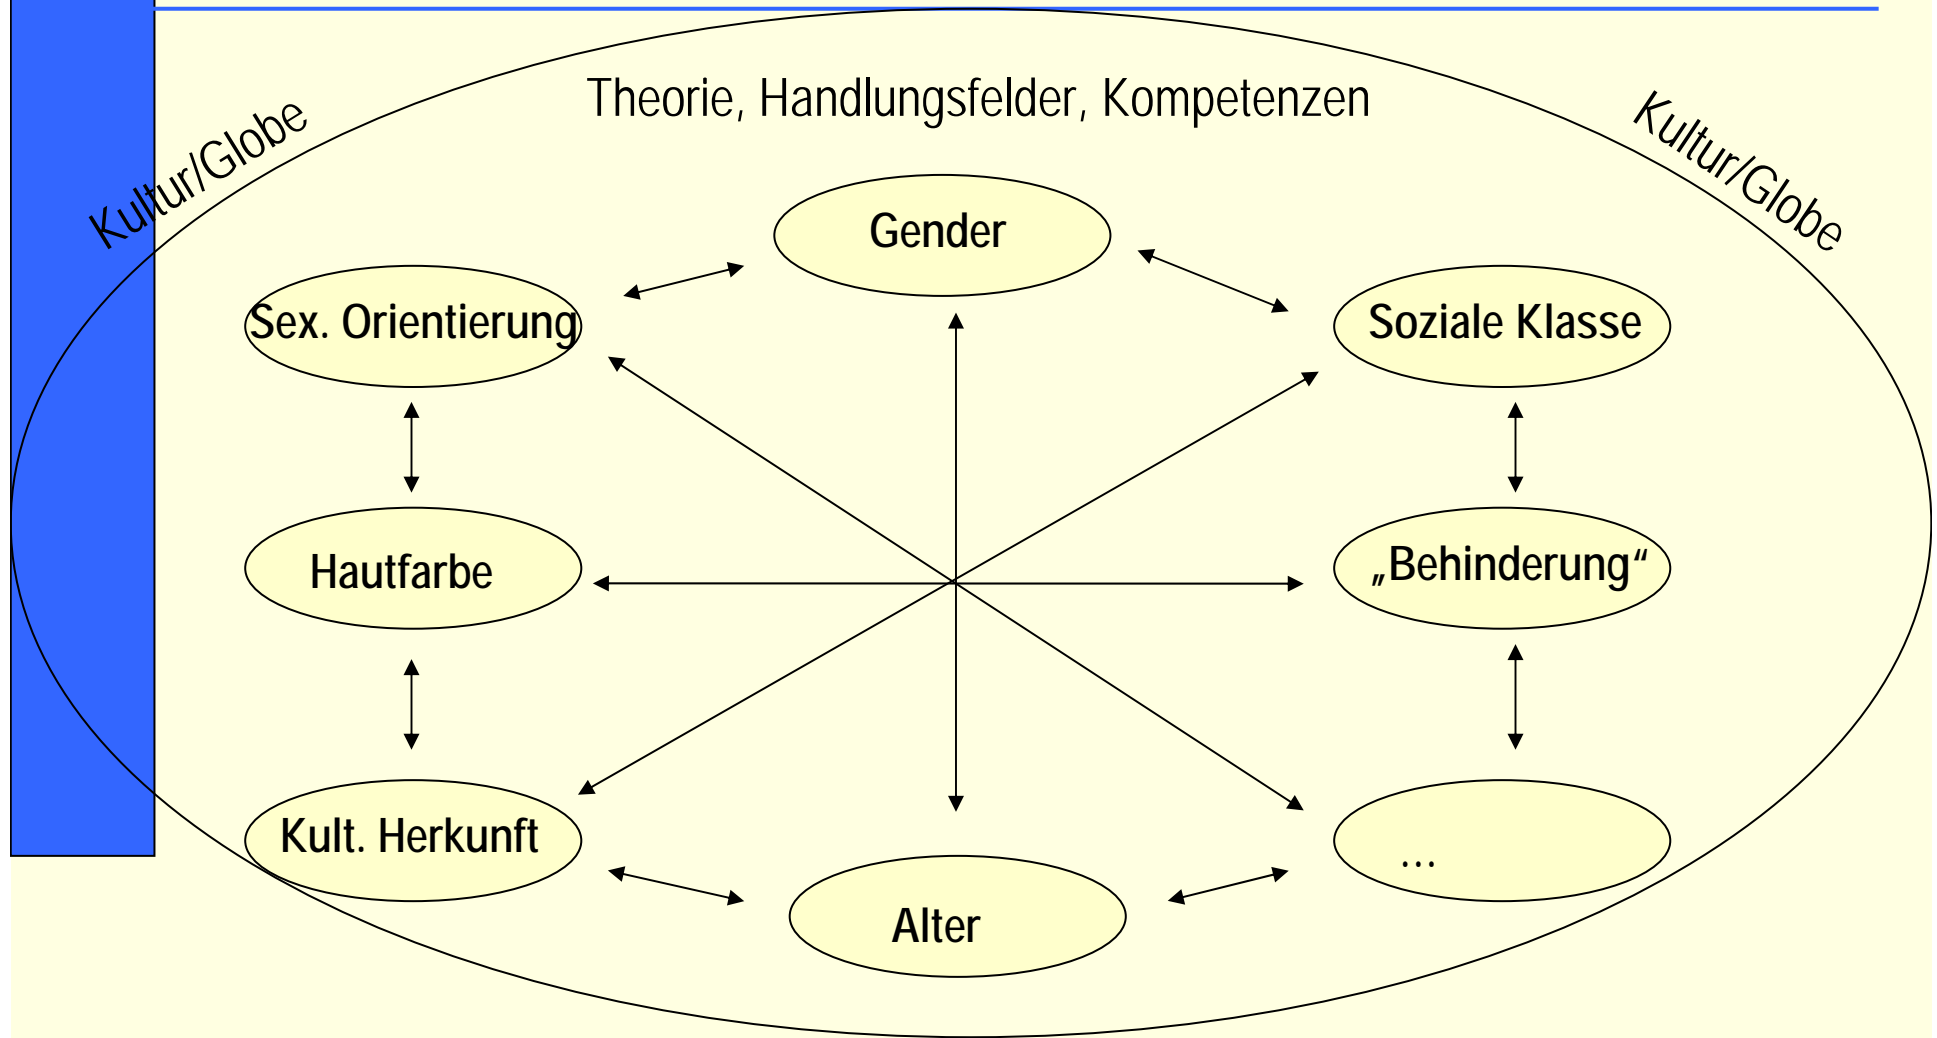 Theorie, Handlungsfelder, Kompetenzen
Kultur/Globe
Kultur/Globe
Gender
Sex. Orientierung
Soziale Klasse
Hautfarbe
„Behinderung“
Kult. Herkunft
…
Alter